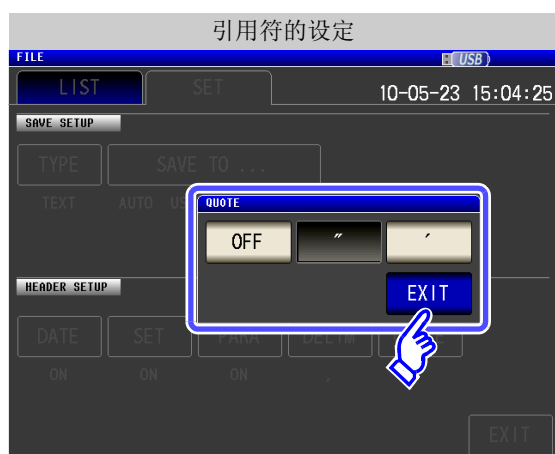 引用符的设定
FILE
USB
LIST SET 10-05-23 15:04:25
SAVE SETUP
TYPE SAVE TO ...
TEXT AUTO US
QUOTE
OFF " '
EXIT
HEADER SETUP
DATE SET PARA DELIM
ON ON ON .
EXIT